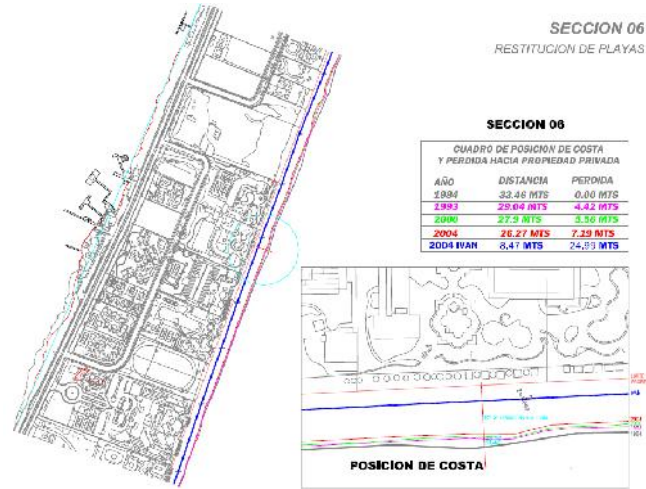 SECCION 06
RESTITUCION DE PLAYAS
SECCION 06
CUADRO DE POSICION DE COSTA
Y PERDIDA HACIA PROPIEDAD PRIVADA
AÑO DISTANCIA PERDIDA
1984 33.46 MTS 0.00 MTS
1993 29.04 MTS 4.42 MTS
2000 27.9 MTS 5.56 MTS
2004 26.27 MTS 7.19 MTS
2004 IVAN 8.47 MTS 24.99 MTS
POSICION DE COSTA